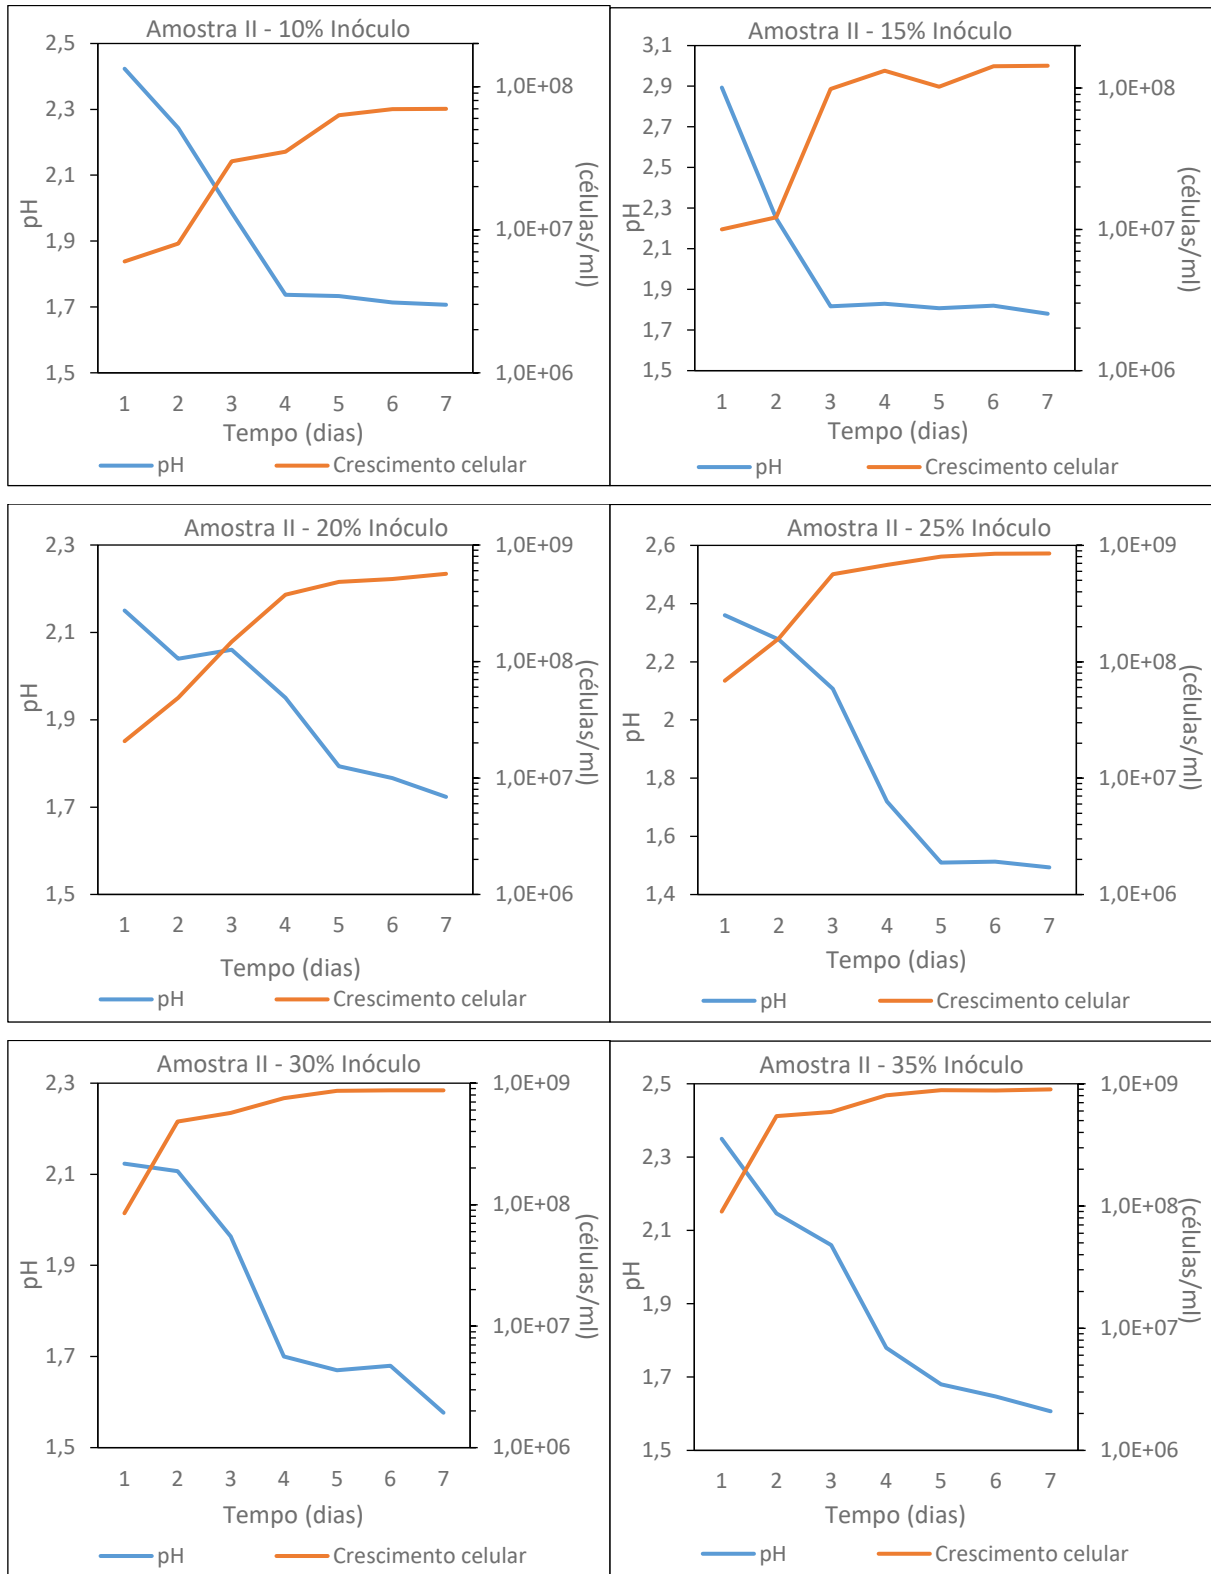 Amostra II - 10% Inóculo
2,5
2,3
2,1
1,9
1,7
1,5
pH
1,0E+08
1,0E+07
1,0E+06
(células/ml)
1 2 3 4 5 6 7
Tempo (dias)
pH Crescimento celular
Amostra II - 15% Inóculo
3,1
2,9
2,7
2,5
2,3
2,1
1,9
1,7
1,5
pH
1,0E+08
1,0E+07
1,0E+06
(células/ml)
1 2 3 4 5 6 7
Tempo (dias)
pH Crescimento celular
Amostra II - 20% Inóculo
2,3
2,1
1,9
1,7
1,5
pH
1,0E+09
1,0E+08
1,0E+07
1,0E+06
(células/ml)
1 2 3 4 5 6 7
Tempo (dias)
pH Crescimento celular
Amostra II - 25% Inóculo
2,6
2,4
2,2
2
1,8
1,6
1,4
pH
1,0E+09
1,0E+08
1,0E+07
1,0E+06
(células/ml)
1 2 3 4 5 6 7
Tempo (dias)
pH Crescimento celular
Amostra II - 30% Inóculo
2,3
2,1
1,9
1,7
1,5
pH
1,0E+09
1,0E+08
1,0E+07
1,0E+06
(células/ml)
1 2 3 4 5 6 7
Tempo (dias)
pH Crescimento celular
Amostra II - 35% Inóculo
2,5
2,3
2,1
1,9
1,7
1,5
pH
1,0E+09
1,0E+08
1,0E+07
1,0E+06
(células/ml)
1 2 3 4 5 6 7
Tempo (dias)
pH Crescimento celular